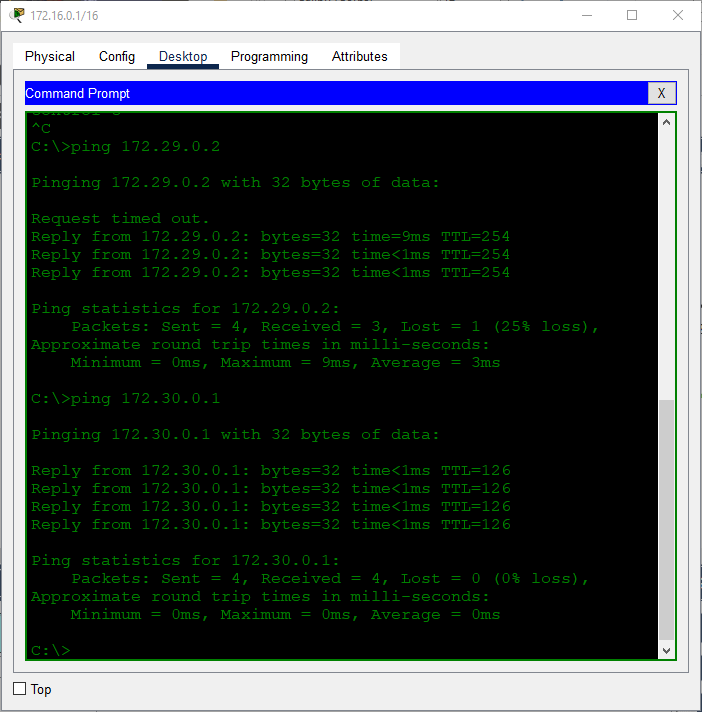 172.16.0.1/16
Physical Config Desktop Programming Attributes
Command Prompt X
^C
C:\>ping 172.29.0.2
Pinging 172.29.0.2 with 32 bytes of data:
Request timed out.
Reply from 172.29.0.2: bytes=32 time=9ms TTL=254
Reply from 172.29.0.2: bytes=32 time<1ms TTL=254
Reply from 172.29.0.2: bytes=32 time<1ms TTL=254
Ping statistics for 172.29.0.2:
Packets: Sent = 4, Received = 3, Lost = 1 (25% loss),
Approximate round trip times in milli-seconds:
Minimum = 0ms, Maximum = 9ms, Average = 3ms
C:\>ping 172.30.0.1
Pinging 172.30.0.1 with 32 bytes of data:
Reply from 172.30.0.1: bytes=32 time<1ms TTL=126
Reply from 172.30.0.1: bytes=32 time<1ms TTL=126
Reply from 172.30.0.1: bytes=32 time<1ms TTL=126
Reply from 172.30.0.1: bytes=32 time<1ms TTL=126
Ping statistics for 172.30.0.1:
Packets: Sent = 4, Received = 4, Lost = 0 (0% loss),
Approximate round trip times in milli-seconds:
Minimum = 0ms, Maximum = 0ms, Average = 0ms
C:\>
Top